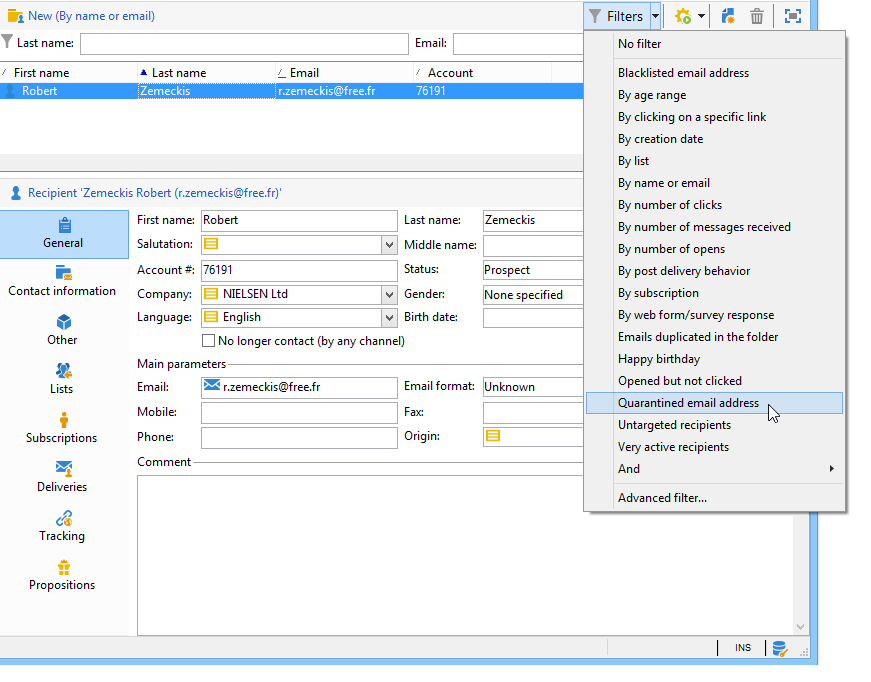 New (By name or email)
Filters
Last name:
Email:
First name
Last name
Email
Account
Robert
Zemeckis
r.zemeckis@free.fr
76191
No filter
Blacklisted email address
By age range
By clicking on a specific link
By creation date
By list
By name or email
By number of clicks
By number of messages received
By number of opens
By post delivery behavior
By subscription
By web form/survey response
Emails duplicated in the folder
Happy birthday
Opened but not clicked
Quarantined email address
Untargeted recipients
Very active recipients
And
Advanced filter...
Recipient 'Zemeckis Robert (r.zemeckis@free.fr)'
General
Contact information
Other
Lists
Subscriptions
Deliveries
Tracking
Propositions
First name: Robert
Last name: Zemeckis
Salutation:
Middle name:
Account #: 76191
Status: Prospect
Company: NIELSEN Ltd
Gender: None specified
Language: English
Birth date:
No longer contact (by any channel)
Main parameters
Email: r.zemeckis@free.fr
Email format: Unknown
Mobile:
Fax:
Phone:
Origin:
Comment
INS